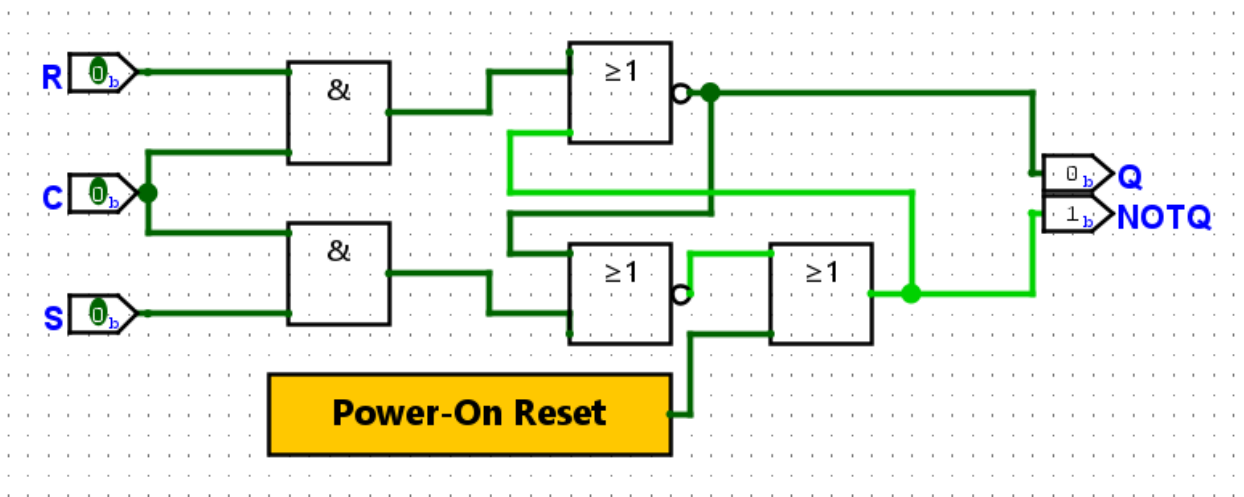 R 0b
& ≥1
C 0b
0b Q
1b NOTQ
& ≥1 ≥1
S 0b
Power-On Reset